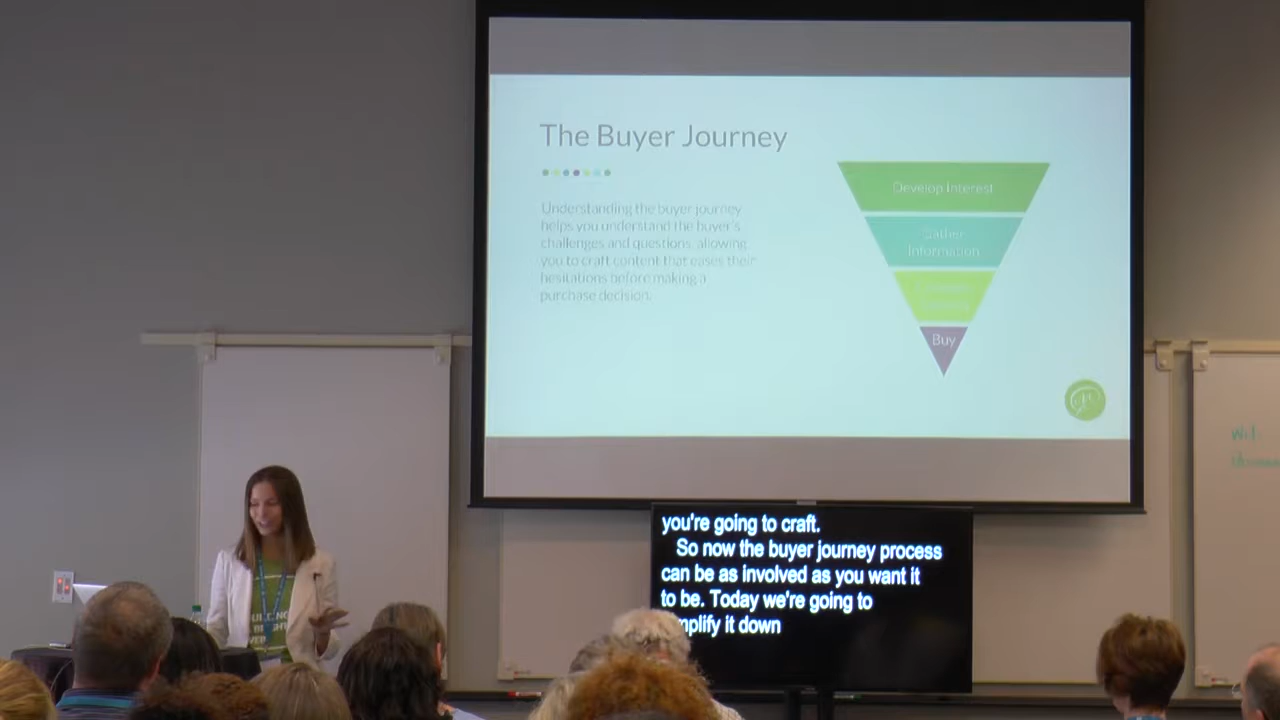 The Buyer Journey
Understanding the buyer journey
helps you understand the buyer's
challenges and questions, allowing
you to craft content that eases their
hesitations before making a
purchase decision.
Develop Interest
Gather
Information
Buy
you're going to craft.
So now the buyer journey process
can be as involved as you want it
to be. Today we're going to
mplify it down